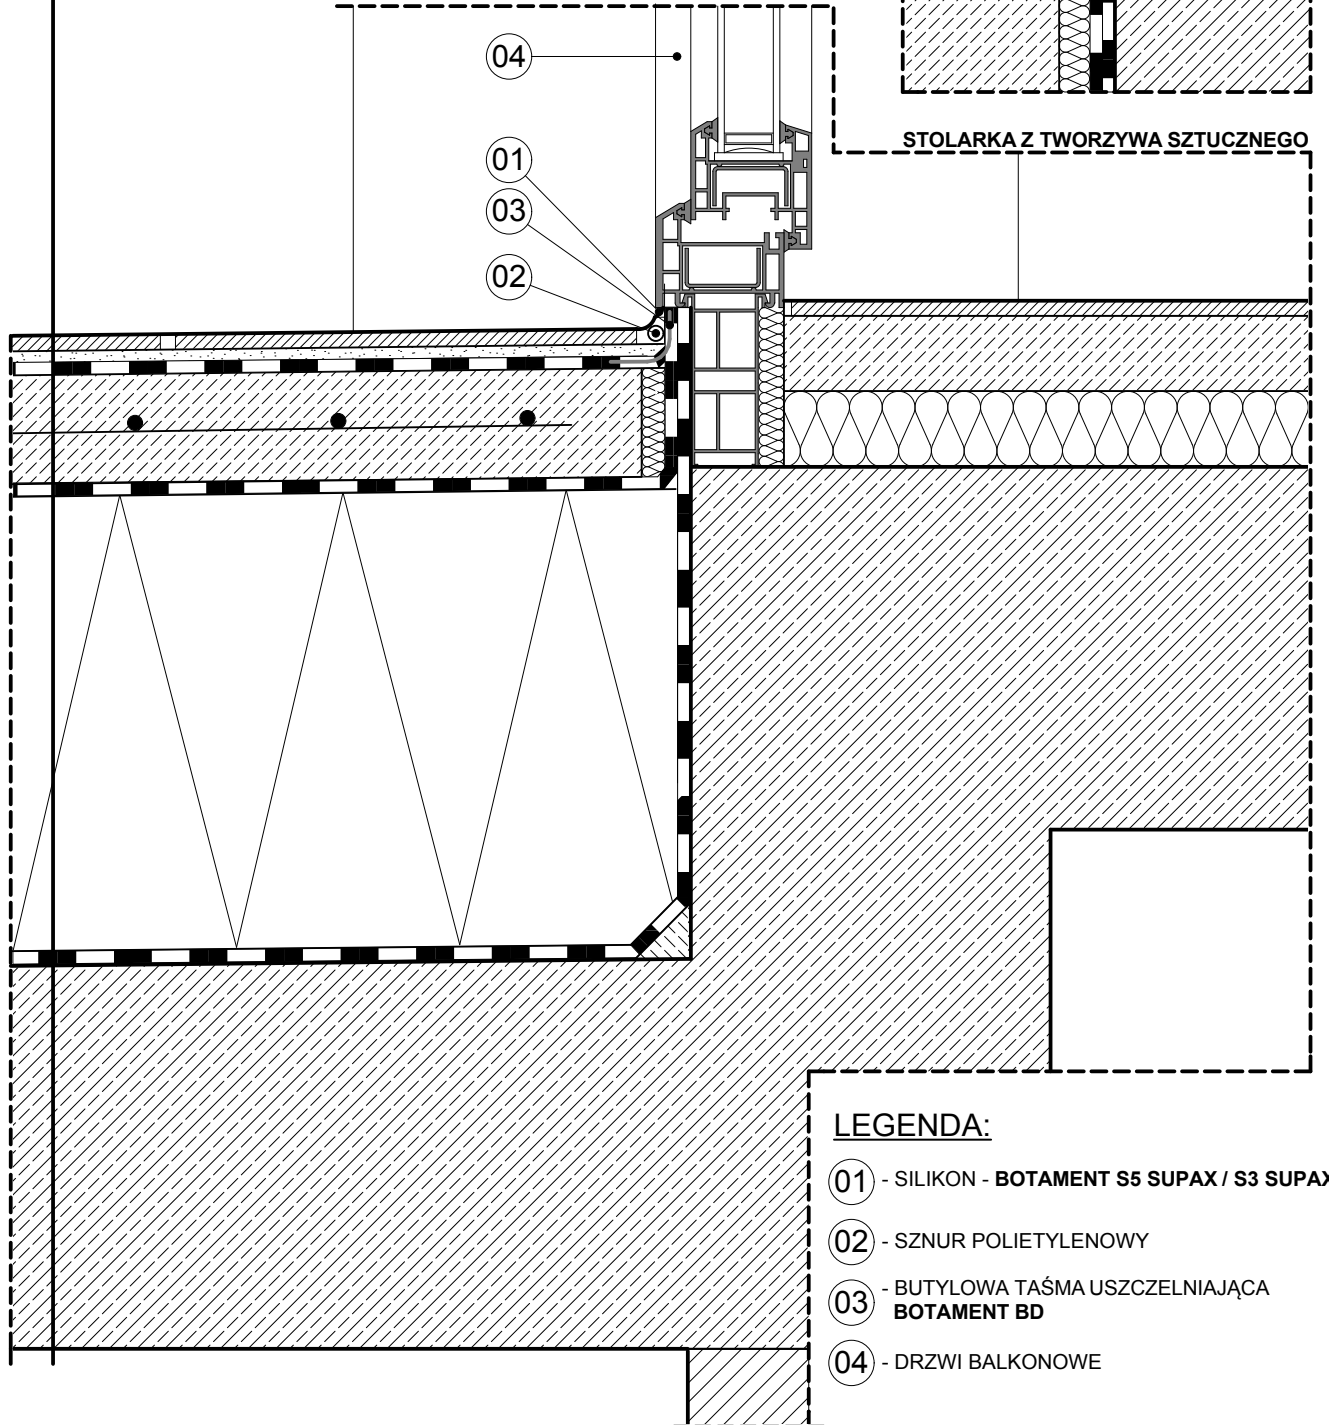 04
STOLARKA Z TWORZYWA SZTUCZNEGO
01
03
02
LEGENDA:
01 - SILIKON - BOTAMENT S5 SUPAX / S3 SUPAX
02 - SZNUR POLIETYLENOWY
03 - BUTYLOWA TAŚMA USZCZELNIAJĄCA
BOTAMENT BD
04 - DRZWI BALKONOWE